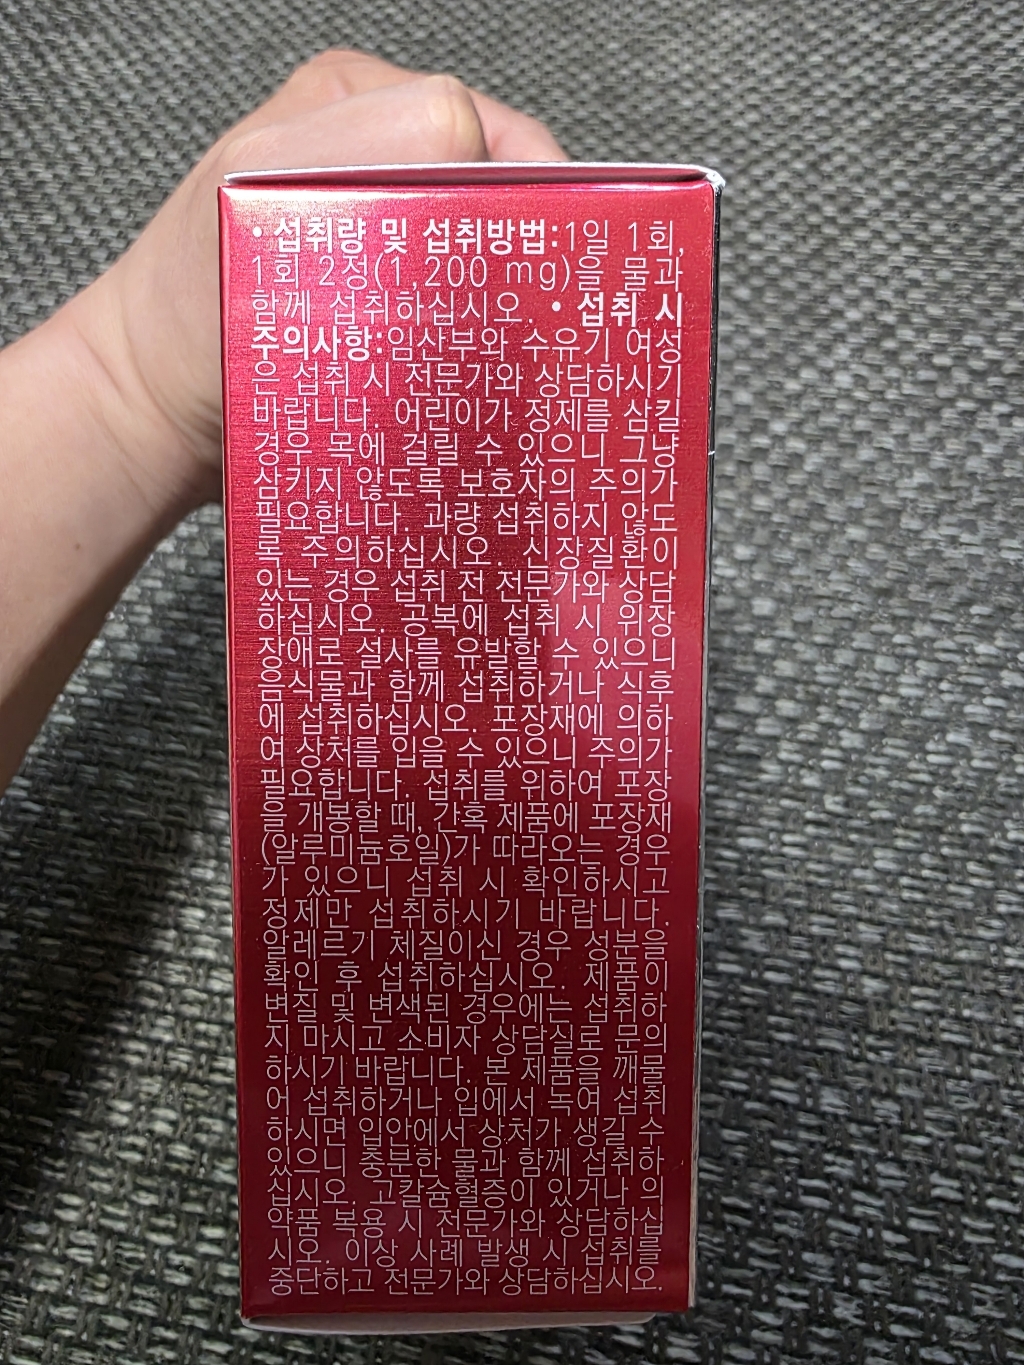 • 섭취량 및 섭취방법:1일 1회,
1회 2정(1,200 mg)을 물과
함께 섭취하십시오. • 섭취 시
주의사항:임산부와 수유기 여성
은 섭취 시 전문가와 상담하시기
바랍니다. 어린이가 정제를 삼킬
경우 목에 걸릴 수 있으니 그냥
삼키지 않도록 보호자의 주의가
필요합니다. 과량 섭취하지 않도
록 주의하십시오. 신장질환이
있는 경우 섭취 전 전문가와 상담
하십시오. 공복에 섭취 시 위장
장애로 설사를 유발할 수 있으니
음식물과 함께 섭취하거나 식후
에 섭취하십시오. 포장재에 의하
여 상처를 입을 수 있으니 주의가
필요합니다. 섭취를 위하여 포장
을 개봉할 때, 간혹 제품에 포장재
(알루미늄호일)가 따라오는 경우
가 있으니 섭취 시 확인하시고
정제만 섭취하시기 바랍니다.
알레르기 체질이신 경우 성분을
확인 후 섭취하십시오. 제품이
변질 및 변색된 경우에는 섭취하
지 마시고 소비자 상담실로 문의
하시기 바랍니다. 본 제품을 깨물
어 섭취하거나 입에서 녹여 섭취
하시면 입안에서 상처가 생길 수
있으니 충분한 물과 함께 섭취하
십시오. 고칼슘혈증이 있거나 의
약품 복용 시 전문가와 상담하십
시오. 이상 사례 발생 시 섭취를
중단하고 전문가와 상담하십시오.